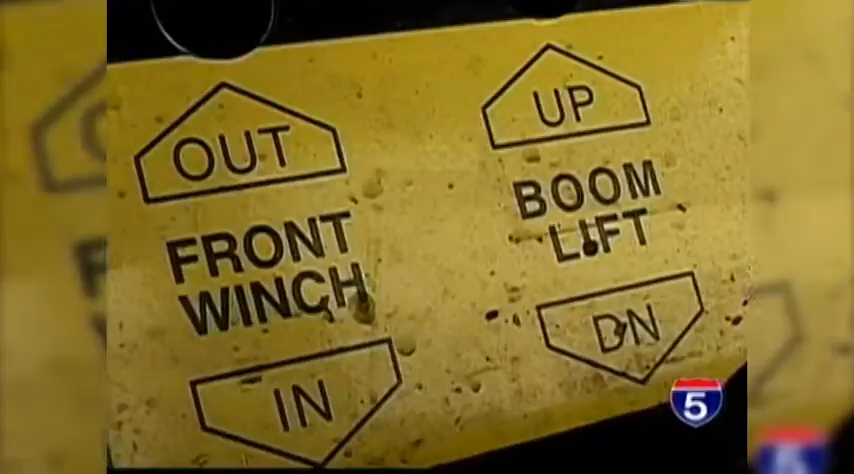 OUT
FRONT
WINCH
IN
UP
BOOM
LIFT
DN
5